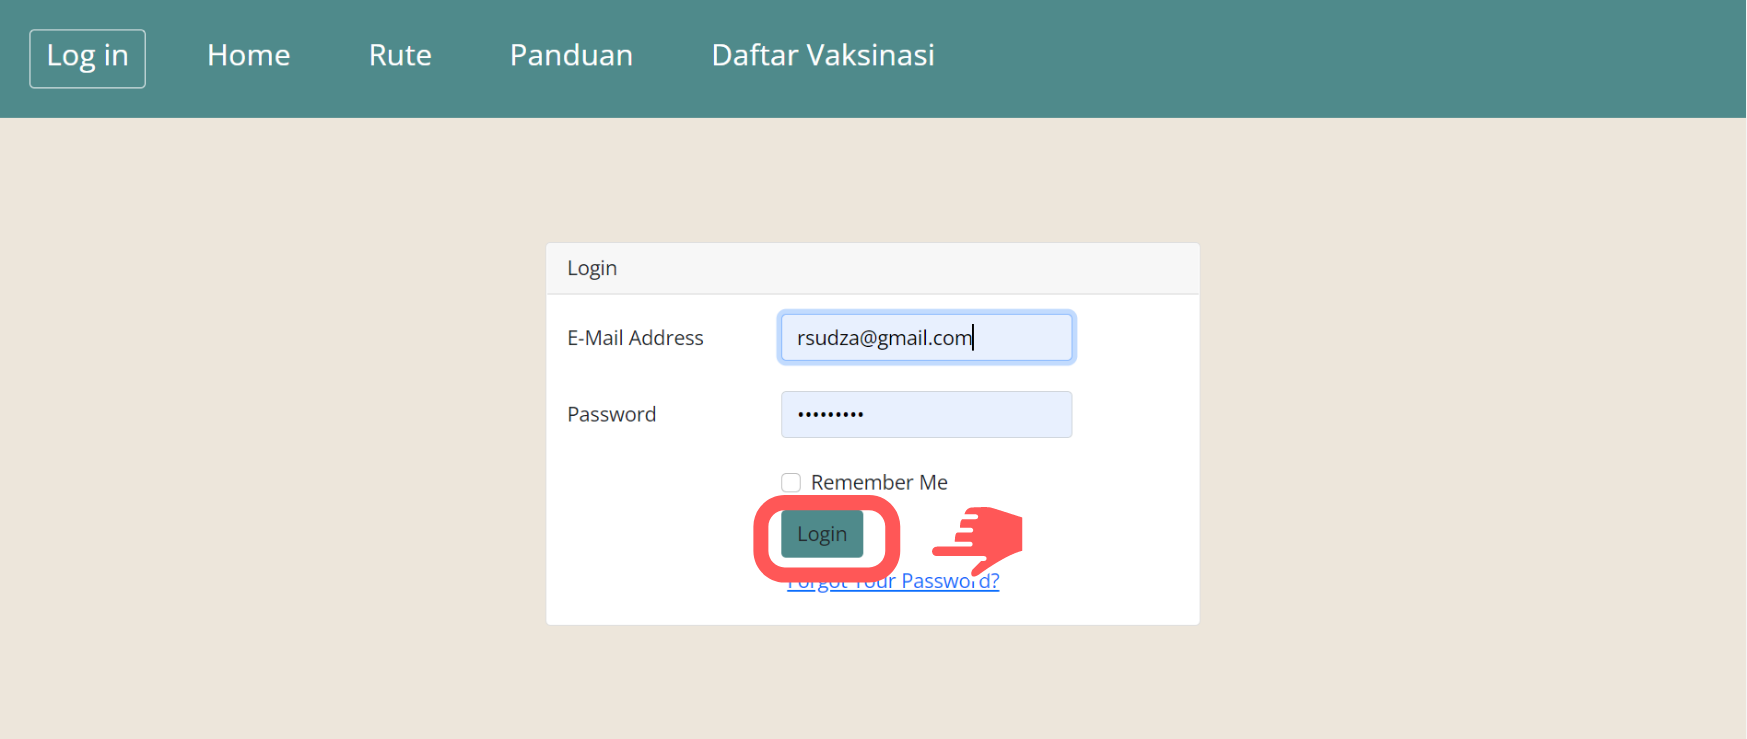 Log in Home Rute Panduan Daftar Vaksinasi
Login
E-Mail Address rsudza@gmail.com
Password •••••••••
Remember Me
Login
Forgot Your Password?